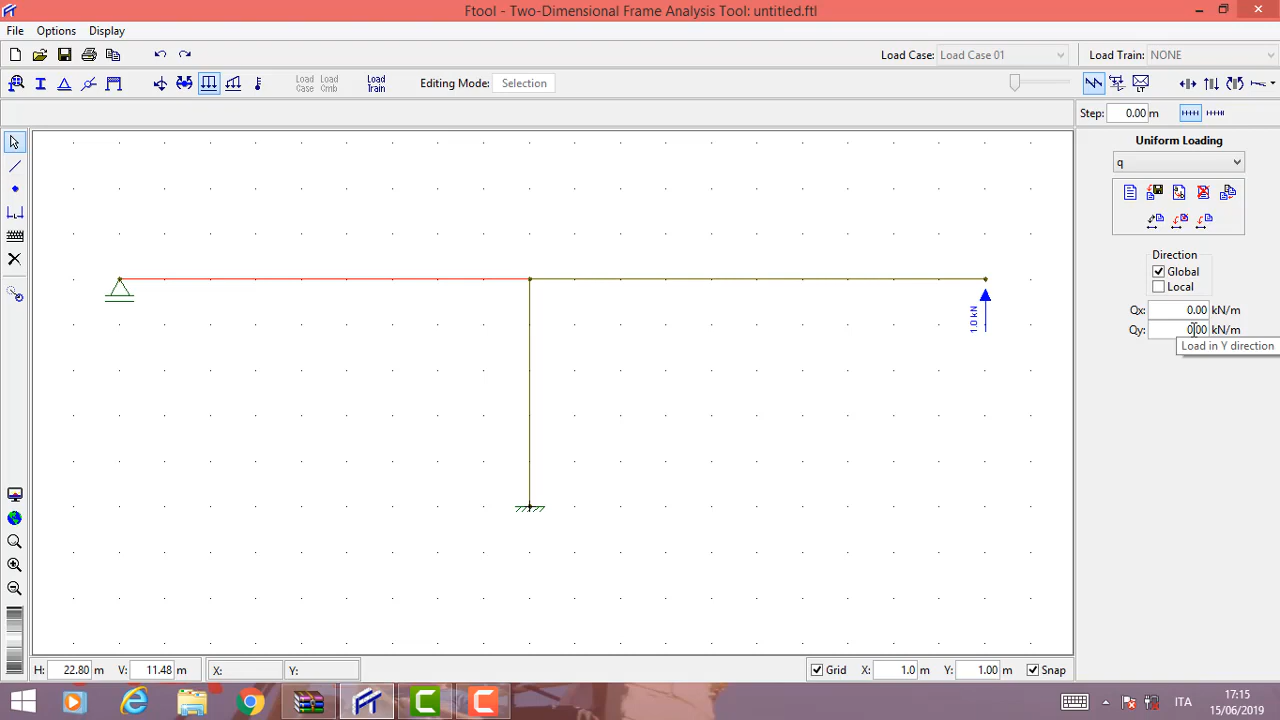 Ftool - Two-Dimensional Frame Analysis Tool: untitled.ftl
File Options Display
Load Case: Load Case 01 Load Train: NONE
Load Case Load Cmb Load Train Editing Mode: Selection
Step: 0.00 m
Uniform Loading
q
Direction
Global
Local
Qx: 0.00 kN/m
Qy: 0.00 kN/m
Load in Y direction
1.0 kN
H: 22.80 m V: 11.48 m X: Y: Grid X: 1.0 m Y: 1.00 m Snap
ITA
17:15
15/06/2019